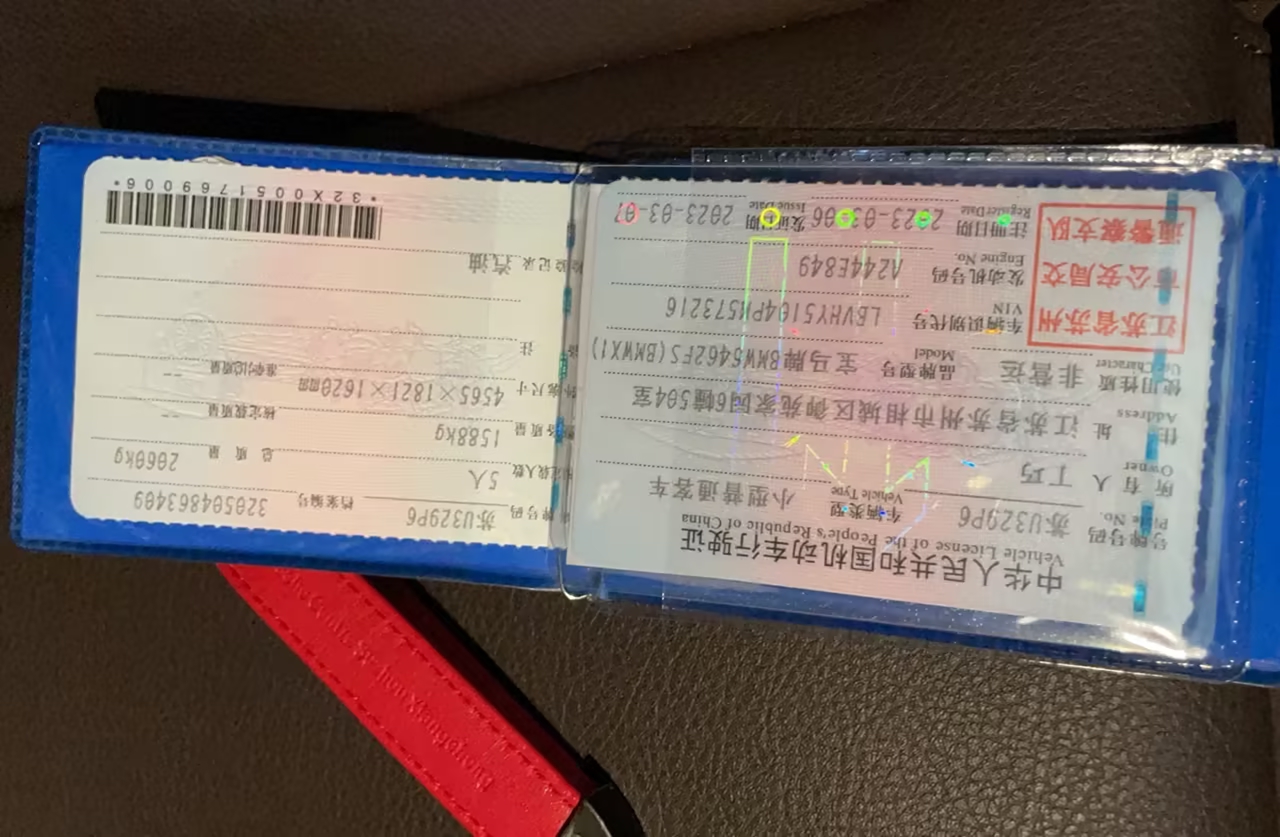 中华人民共和国机动车行驶证
Vehicle License of the People's Republic of China
号牌号码 苏U329P6 车辆类型 小型普通客车
Plate No. Vehicle Type
所有人 丁巧
Owner
住址 江苏省苏州市相城区御苑家园6幢504室
Address
使用性质 非营运 品牌型号 宝马牌BMW5462FS(BMWX1)
Use Character Model
江苏省苏州
市公安局交
通警察支队
车辆识别代号 LBVHY5104PM573216
VIN
发动机号码 A244E849
Engine No.
注册日期 2023-03-06 发证日期 2023-03-07
Register Date Issue Date
号牌号码 苏U329P6 档案编号 320504863409
核定载人数 5人 总质量 2060kg
整备质量 1588kg 核定载质量 --
外廓尺寸 4565×1821×1620mm 准牵引总质量 --
备注
检验记录 汽油
*32X0051769006*